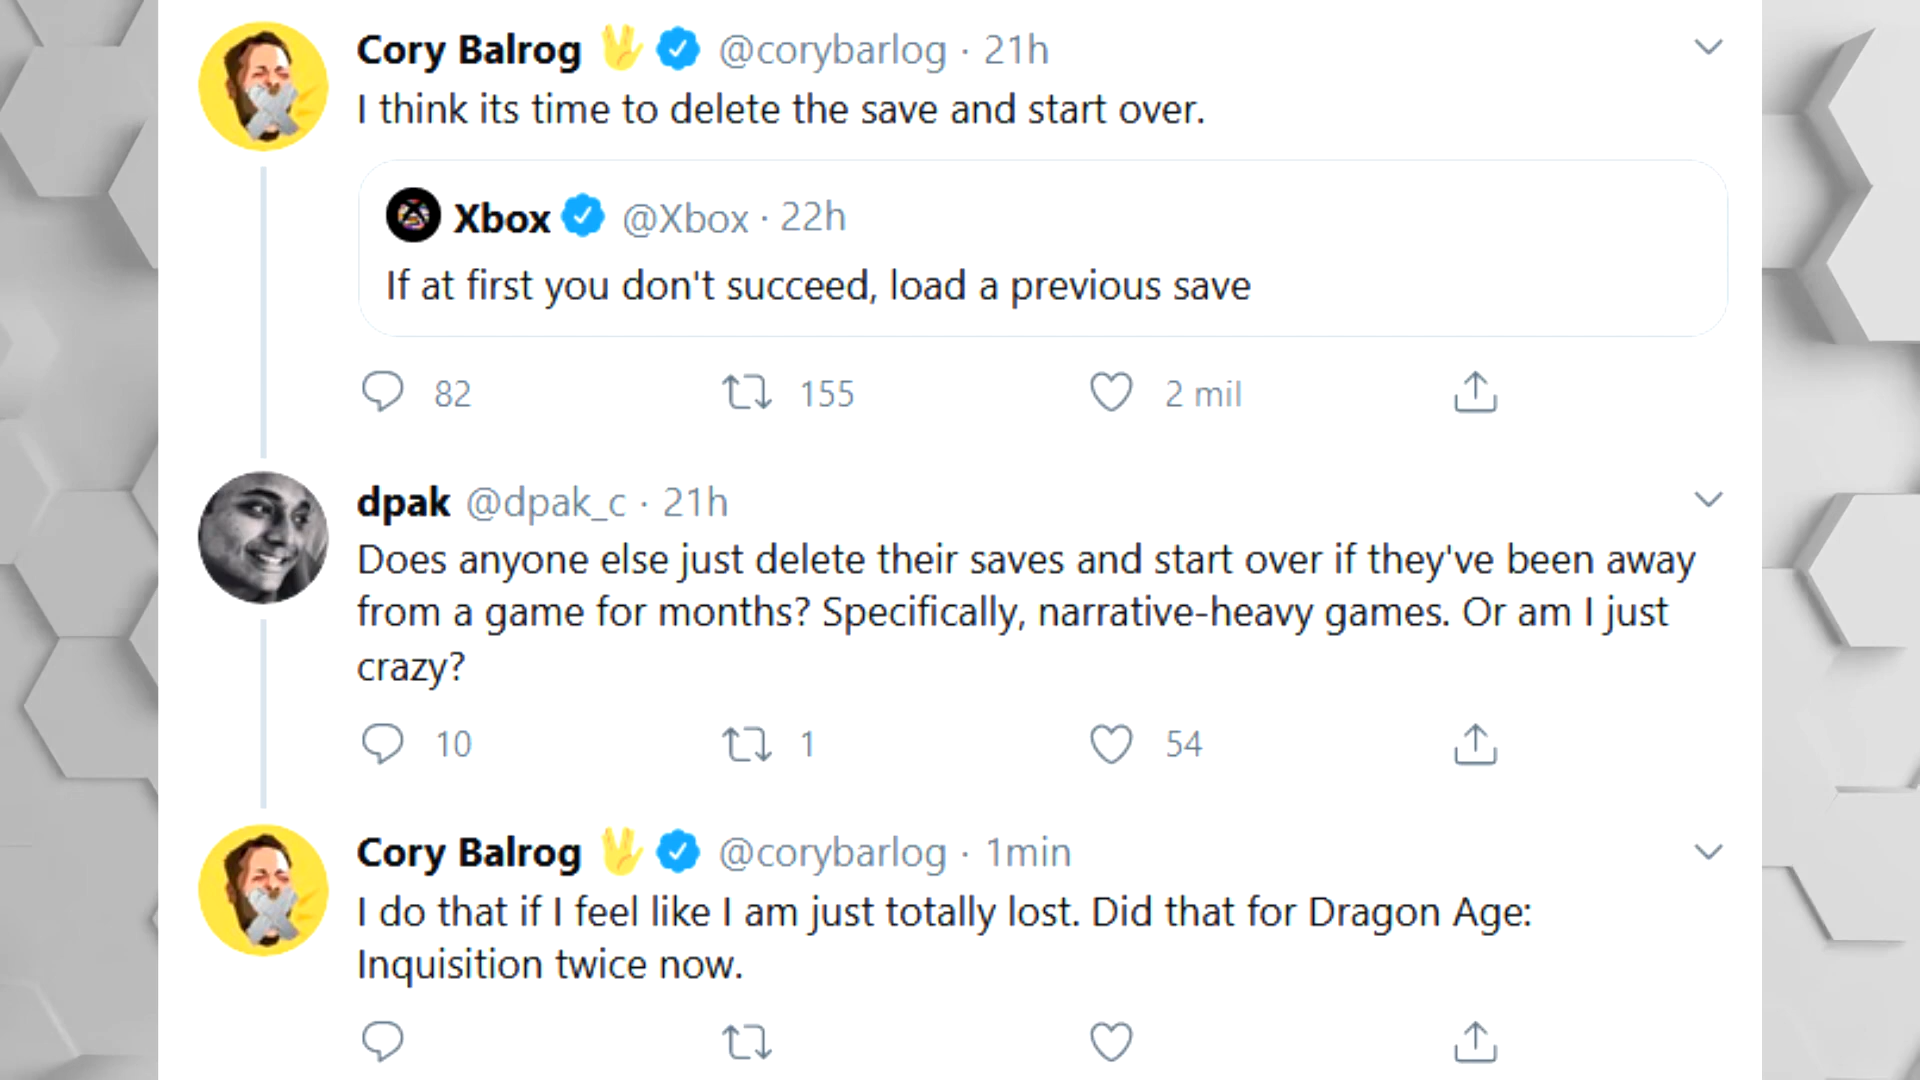 Cory Balrog 🖖 @corybarlog · 21h
I think its time to delete the save and start over.
Xbox @Xbox · 22h
If at first you don't succeed, load a previous save
82 155 2 mil
dpak @dpak_c · 21h
Does anyone else just delete their saves and start over if they've been away
from a game for months? Specifically, narrative-heavy games. Or am I just
crazy?
10 1 54
Cory Balrog 🖖 @corybarlog · 1min
I do that if I feel like I am just totally lost. Did that for Dragon Age:
Inquisition twice now.